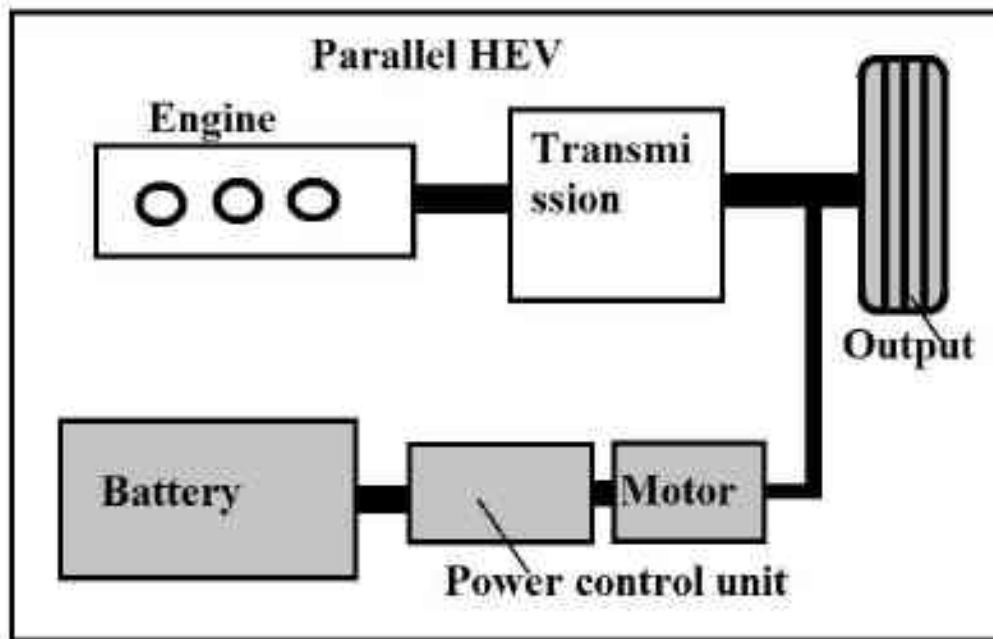 Parallel HEV
Engine
Transmi
ssion
Output
Battery
Motor
Power control unit